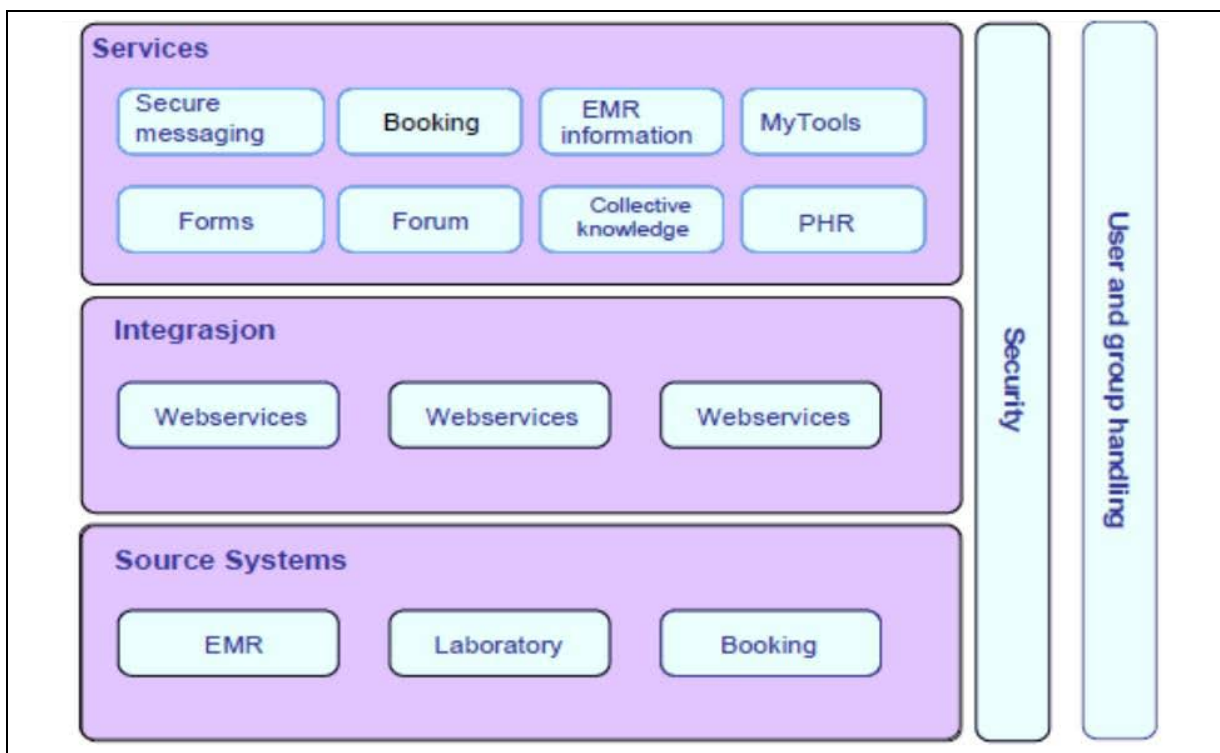 Services
Secure
messaging
Booking
EMR
information
MyTools
Forms
Forum
Collective
knowledge
PHR
Integrasjon
Webservices
Webservices
Webservices
Source Systems
EMR
Laboratory
Booking
Security
User and group handling